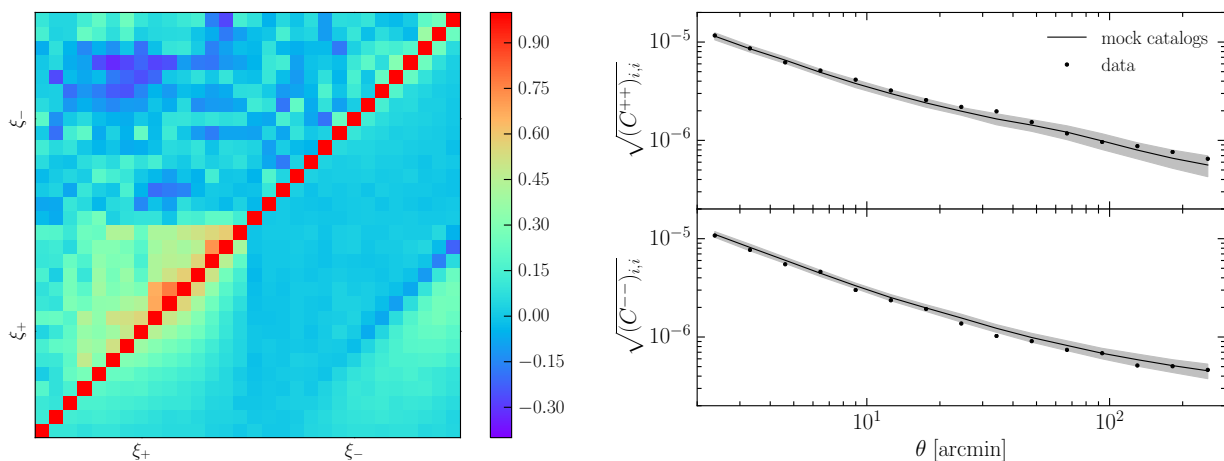 ξ−
ξ+
ξ+
ξ−
0.90
0.75
0.60
0.45
0.30
0.15
0.00
−0.15
−0.30
√(C⁺⁺)ᵢ,ᵢ
10⁻⁵
10⁻⁶
mock catalogs
data
√(C⁻⁻)ᵢ,ᵢ
10⁻⁵
10⁻⁶
10¹
10²
θ [arcmin]